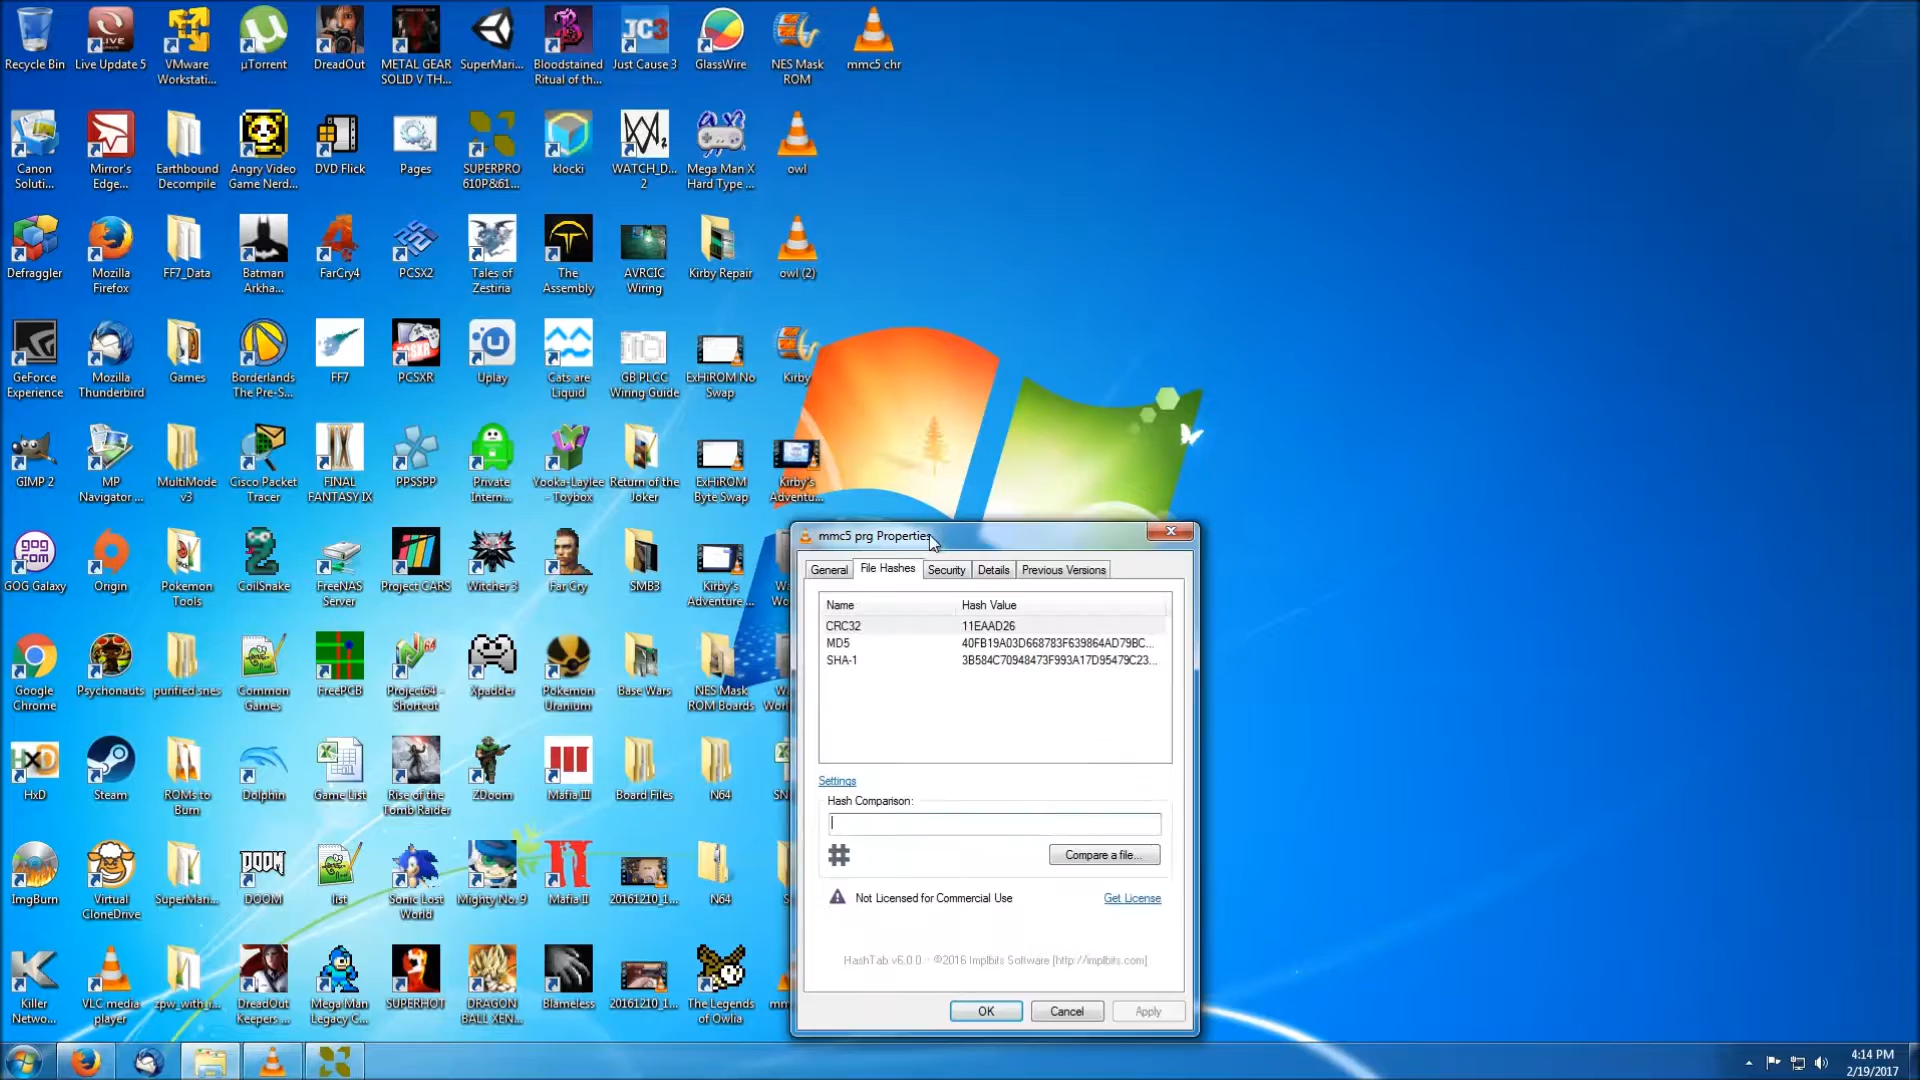 Recycle Bin
Live Update 5
VMware
Workstati...
µTorrent
DreadOut
METAL GEAR
SOLID V TH...
SuperMari...
Bloodstained
Ritual of th...
Just Cause 3
GlassWire
NES Mask
ROM
mmc5 chr
Canon
Soluti...
Mirror's
Edge...
Earthbound
Decompile
Angry Video
Game Nerd...
DVD Flick
Pages
SUPERPRO
610P&61...
klocki
WATCH_D...
2
Mega Man X
Hard Type ...
owl
Defraggler
Mozilla
Firefox
FF7_Data
Batman
Arkha...
FarCry4
PCSX2
Tales of
Zestiria
The
Assembly
AVRCIC
Wiring
Kirby Repair
owl (2)
GeForce
Experience
Mozilla
Thunderbird
Games
Borderlands
The Pre-S...
FF7
PCSXR
Uplay
Cats are
Liquid
GB PLCC
Wiring Guide
ExHiROM No
Swap
Kirby
GIMP 2
MP
Navigator ...
MultiMode
v3
Cisco Packet
Tracer
FINAL
FANTASY IX
PPSSPP
Private
Intern...
Yooka-Laylee
- Toybox
Return of the
Joker
ExHiROM
Byte Swap
Kirby's
Adventu...
GOG Galaxy
Origin
Pokemon
Tools
CoilSnake
FreeNAS
Server
Project CARS
Witcher 3
Far Cry
SMB3
Kirby's
Adventure ...
Google
Chrome
Psychonauts
purified snes
Common
Games
FreePCB
Project64 -
Shortcut
Xpadder
Pokemon
Uranium
Base Wars
NES Mask
ROM Boards
HxD
Steam
ROMs to
Burn
Dolphin
Game List
Rise of the
Tomb Raider
ZDoom
Mafia III
Board Files
N64
ImgBurn
Virtual
CloneDrive
SuperMari...
DOOM
list
Sonic Lost
World
Mighty No. 9
Mafia II
20161210_1...
N64
Killer
Netwo...
VLC media
player
zpw_with_r...
DreadOut
Keepers ...
Mega Man
Legacy C...
SUPERHOT
DRAGON
BALL XEN...
Blameless
20161210_1...
The Legends
of Owlia
mmc5 prg Properties
General
File Hashes
Security
Details
Previous Versions
Name
Hash Value
CRC32
11EAAD26
MD5
40FB19A03D668783F639864AD79BC...
SHA-1
3B584C70948473F993A17D95479C23...
Settings
Hash Comparison:
Compare a file...
Not Licensed for Commercial Use
Get License
HashTab v6.0.0 - ©2016 Implbits Software [http://implbits.com]
OK
Cancel
Apply
4:14 PM
2/19/2017